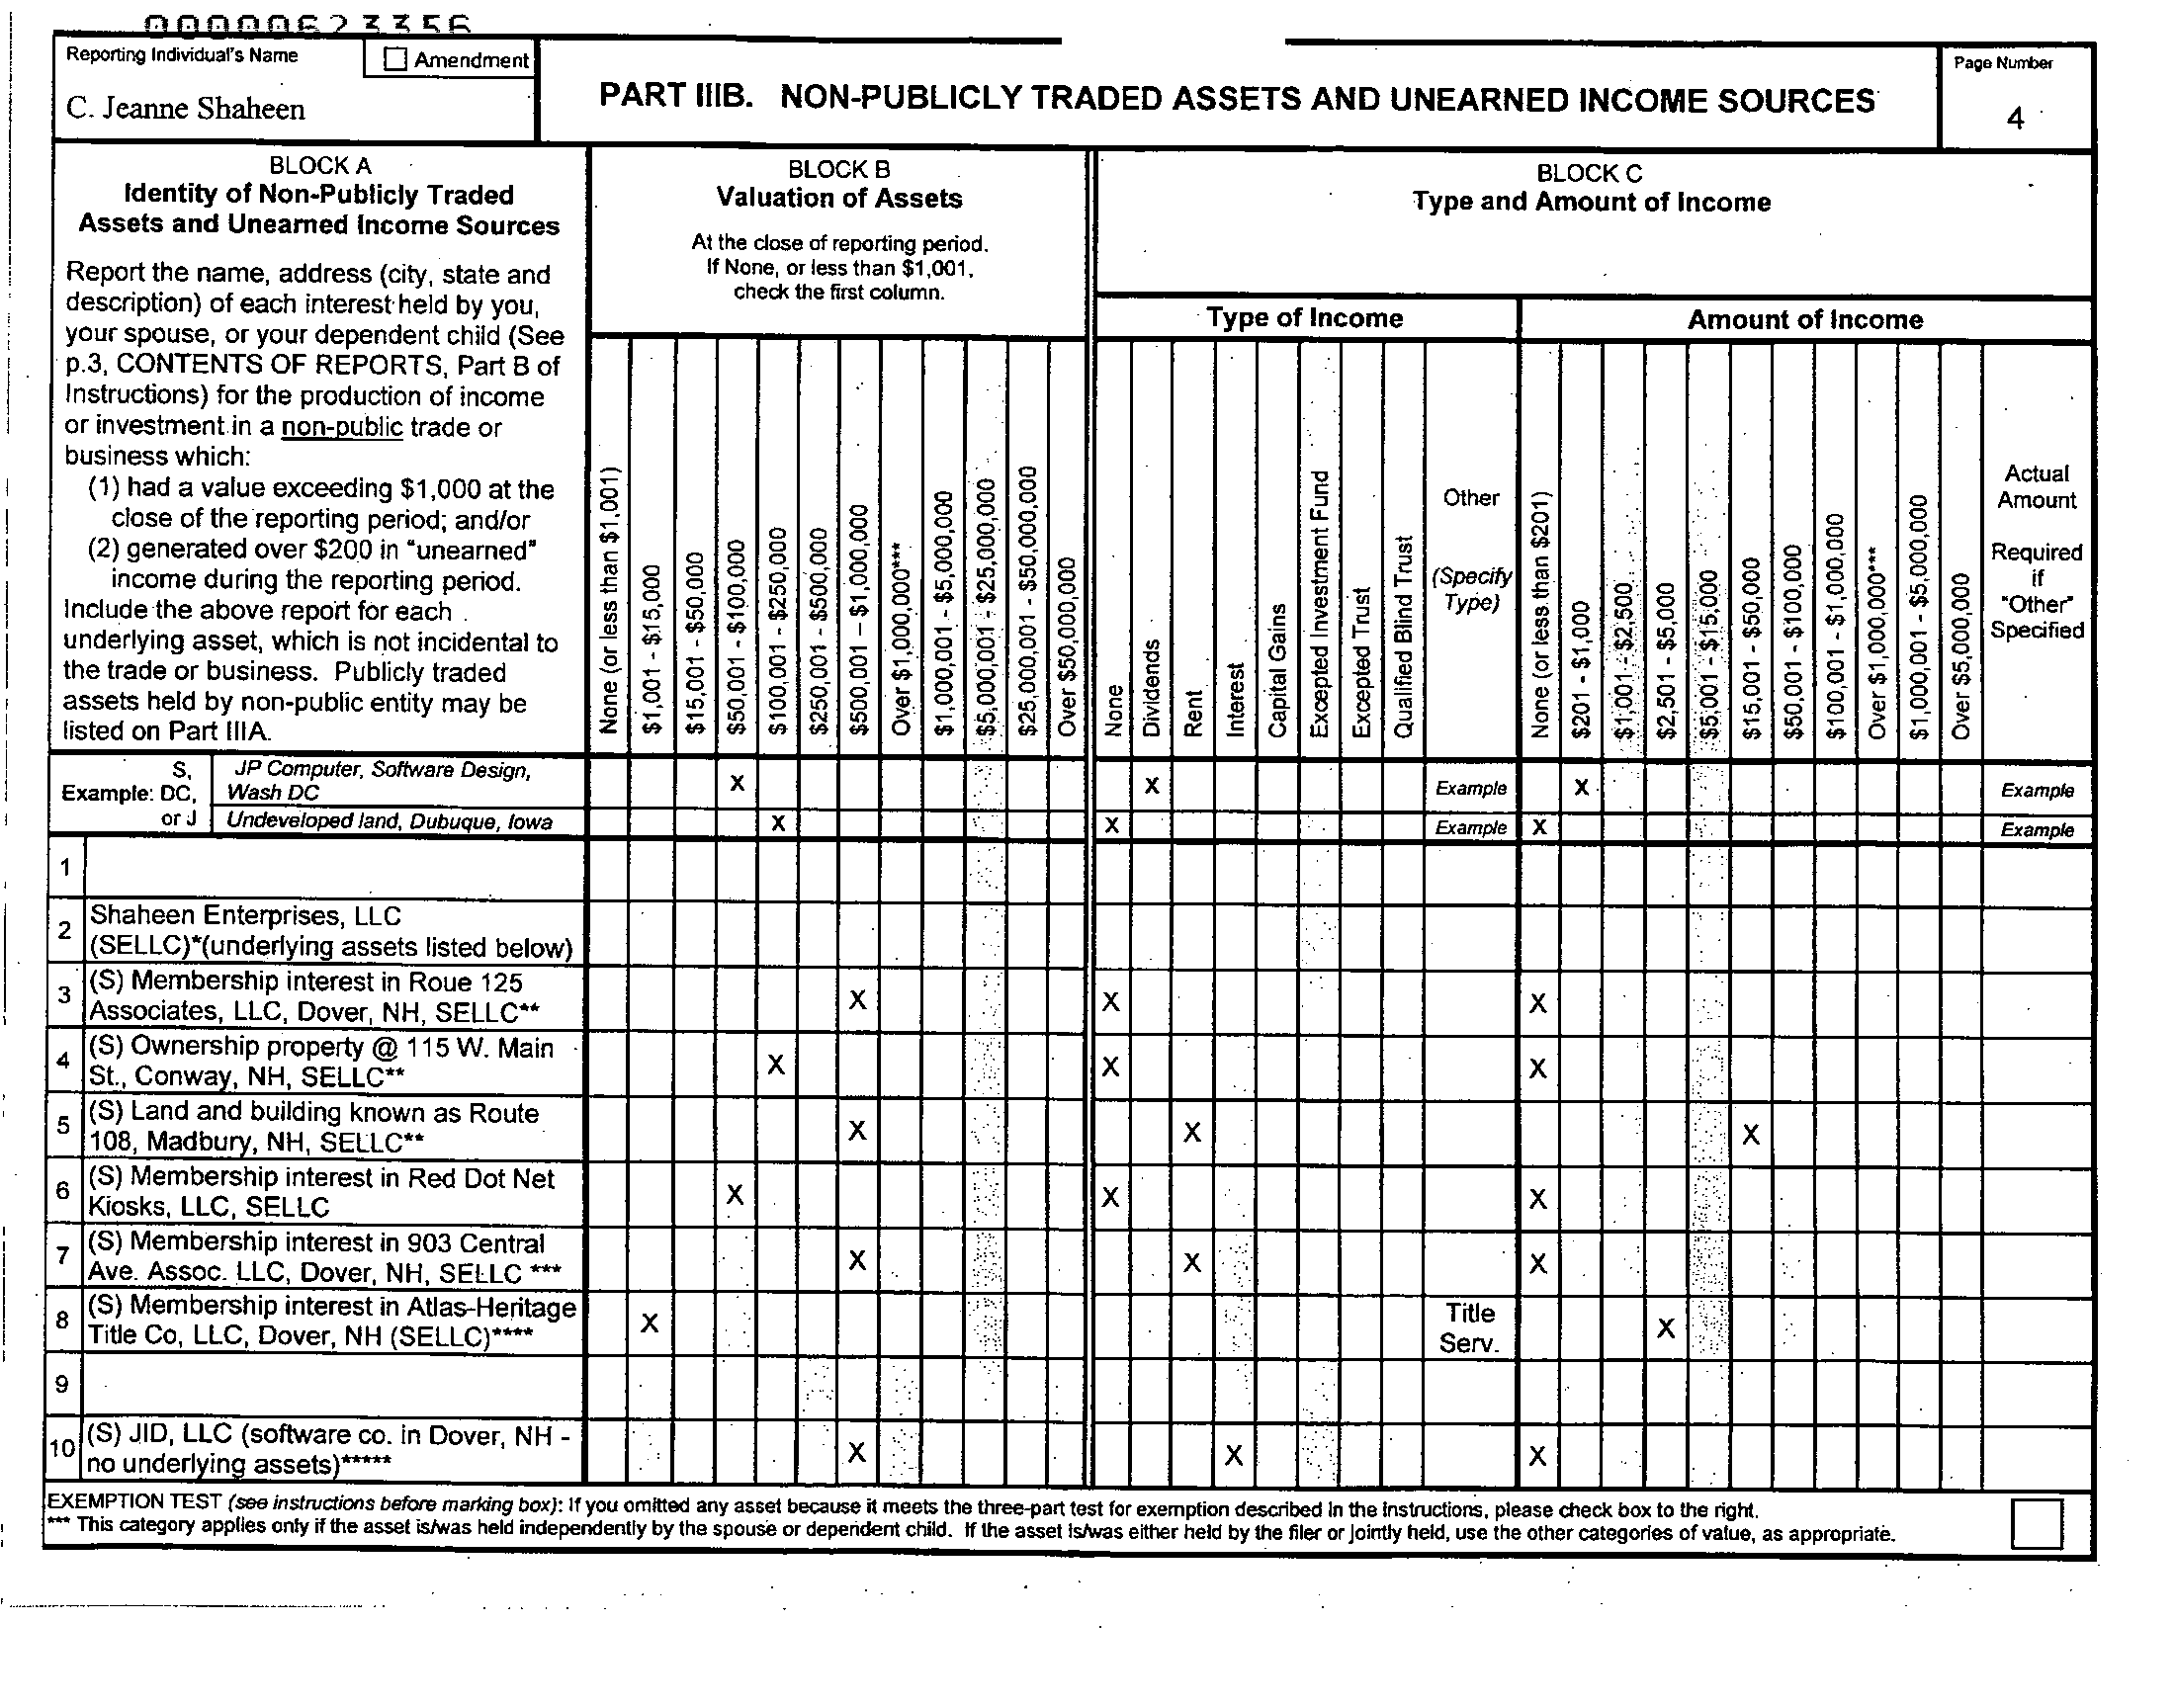 00000623356
Reporting Individual's Name
Amendment
C. Jeanne Shaheen
PART IIIB. NON-PUBLICLY TRADED ASSETS AND UNEARNED INCOME SOURCES
Page Number
4
BLOCK A
Identity of Non-Publicly Traded
Assets and Unearned Income Sources
Report the name, address (city, state and
description) of each interest held by you,
your spouse, or your dependent child (See
p.3, CONTENTS OF REPORTS, Part B of
Instructions) for the production of income
or investment in a non-public trade or
business which:
(1) had a value exceeding $1,000 at the
close of the reporting period; and/or
(2) generated over $200 in "unearned"
income during the reporting period.
Include the above report for each
underlying asset, which is not incidental to
the trade or business. Publicly traded
assets held by non-public entity may be
listed on Part IIIA.
BLOCK B
Valuation of Assets
At the close of reporting period.
If None, or less than $1,001,
check the first column.
BLOCK C
Type and Amount of Income
Type of Income
Amount of Income
None (or less than $1,001)
$1,001 - $15,000
$15,001 - $50,000
$50,001 - $100,000
$100,001 - $250,000
$250,001 - $500,000
$500,001 – $1,000,000
Over $1,000,000***
$1,000,001 - $5,000,000
$5,000,001 - $25,000,000
$25,000,001 - $50,000,000
Over $50,000,000
None
Dividends
Rent
Interest
Capital Gains
Excepted Investment Fund
Excepted Trust
Qualified Blind Trust
Other
(Specify
Type)
None (or less than $201)
$201 - $1,000
$1,001 - $2,500
$2,501 - $5,000
$5,001 - $15,000
$15,001 - $50,000
$50,001 - $100,000
$100,001 - $1,000,000
Over $1,000,000***
$1,000,001 - $5,000,000
Over $5,000,000
Actual
Amount
Required
if
"Other"
Specified
S,
Example: DC,
or J
JP Computer, Software Design,
Wash DC
X X Example X Example
Undeveloped land, Dubuque, Iowa X X Example X Example
1
2 Shaheen Enterprises, LLC
(SELLC)*(underlying assets listed below)
3 (S) Membership interest in Roue 125
Associates, LLC, Dover, NH, SELLC**
X X X
4 (S) Ownership property @ 115 W. Main
St., Conway, NH, SELLC**
X X X
5 (S) Land and building known as Route
108, Madbury, NH, SELLC**
X X X
6 (S) Membership interest in Red Dot Net
Kiosks, LLC, SELLC
X X X
7 (S) Membership interest in 903 Central
Ave. Assoc. LLC, Dover, NH, SELLC ***
X X X
8 (S) Membership interest in Atlas-Heritage
Title Co, LLC, Dover, NH (SELLC)****
X Title
Serv. X
9
10 (S) JID, LLC (software co. in Dover, NH -
no underlying assets)*****
X X X
EXEMPTION TEST (see instructions before marking box): If you omitted any asset because it meets the three-part test for exemption described in the instructions, please check box to the right.
*** This category applies only if the asset is/was held independently by the spouse or dependent child. If the asset is/was either held by the filer or jointly held, use the other categories of value, as appropriate.